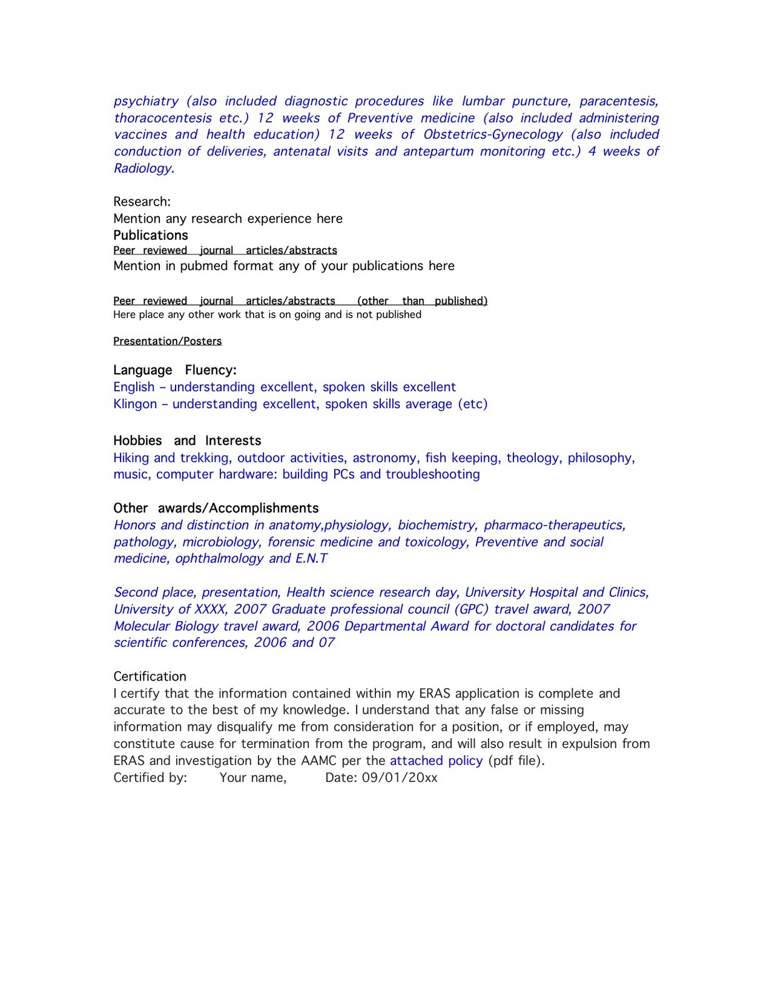 psychiatry (also included diagnostic procedures like lumbar puncture, paracentesis,
thoracocentesis etc.) 12 weeks of Preventive medicine (also included administering
vaccines and health education) 12 weeks of Obstetrics-Gynecology (also included
conduction of deliveries, antenatal visits and antepartum monitoring etc.) 4 weeks of
Radiology.
Research:
Mention any research experience here
Publications
Peer reviewed journal articles/abstracts
Mention in pubmed format any of your publications here
Peer reviewed journal articles/abstracts (other than published)
Here place any other work that is on going and is not published
Presentation/Posters
Language Fluency:
English – understanding excellent, spoken skills excellent
Klingon – understanding excellent, spoken skills average (etc)
Hobbies and Interests
Hiking and trekking, outdoor activities, astronomy, fish keeping, theology, philosophy,
music, computer hardware: building PCs and troubleshooting
Other awards/Accomplishments
Honors and distinction in anatomy,physiology, biochemistry, pharmaco-therapeutics,
pathology, microbiology, forensic medicine and toxicology, Preventive and social
medicine, ophthalmology and E.N.T
Second place, presentation, Health science research day, University Hospital and Clinics,
University of XXXX, 2007 Graduate professional council (GPC) travel award, 2007
Molecular Biology travel award, 2006 Departmental Award for doctoral candidates for
scientific conferences, 2006 and 07
Certification
I certify that the information contained within my ERAS application is complete and
accurate to the best of my knowledge. I understand that any false or missing
information may disqualify me from consideration for a position, or if employed, may
constitute cause for termination from the program, and will also result in expulsion from
ERAS and investigation by the AAMC per the attached policy (pdf file).
Certified by: Your name, Date: 09/01/20xx